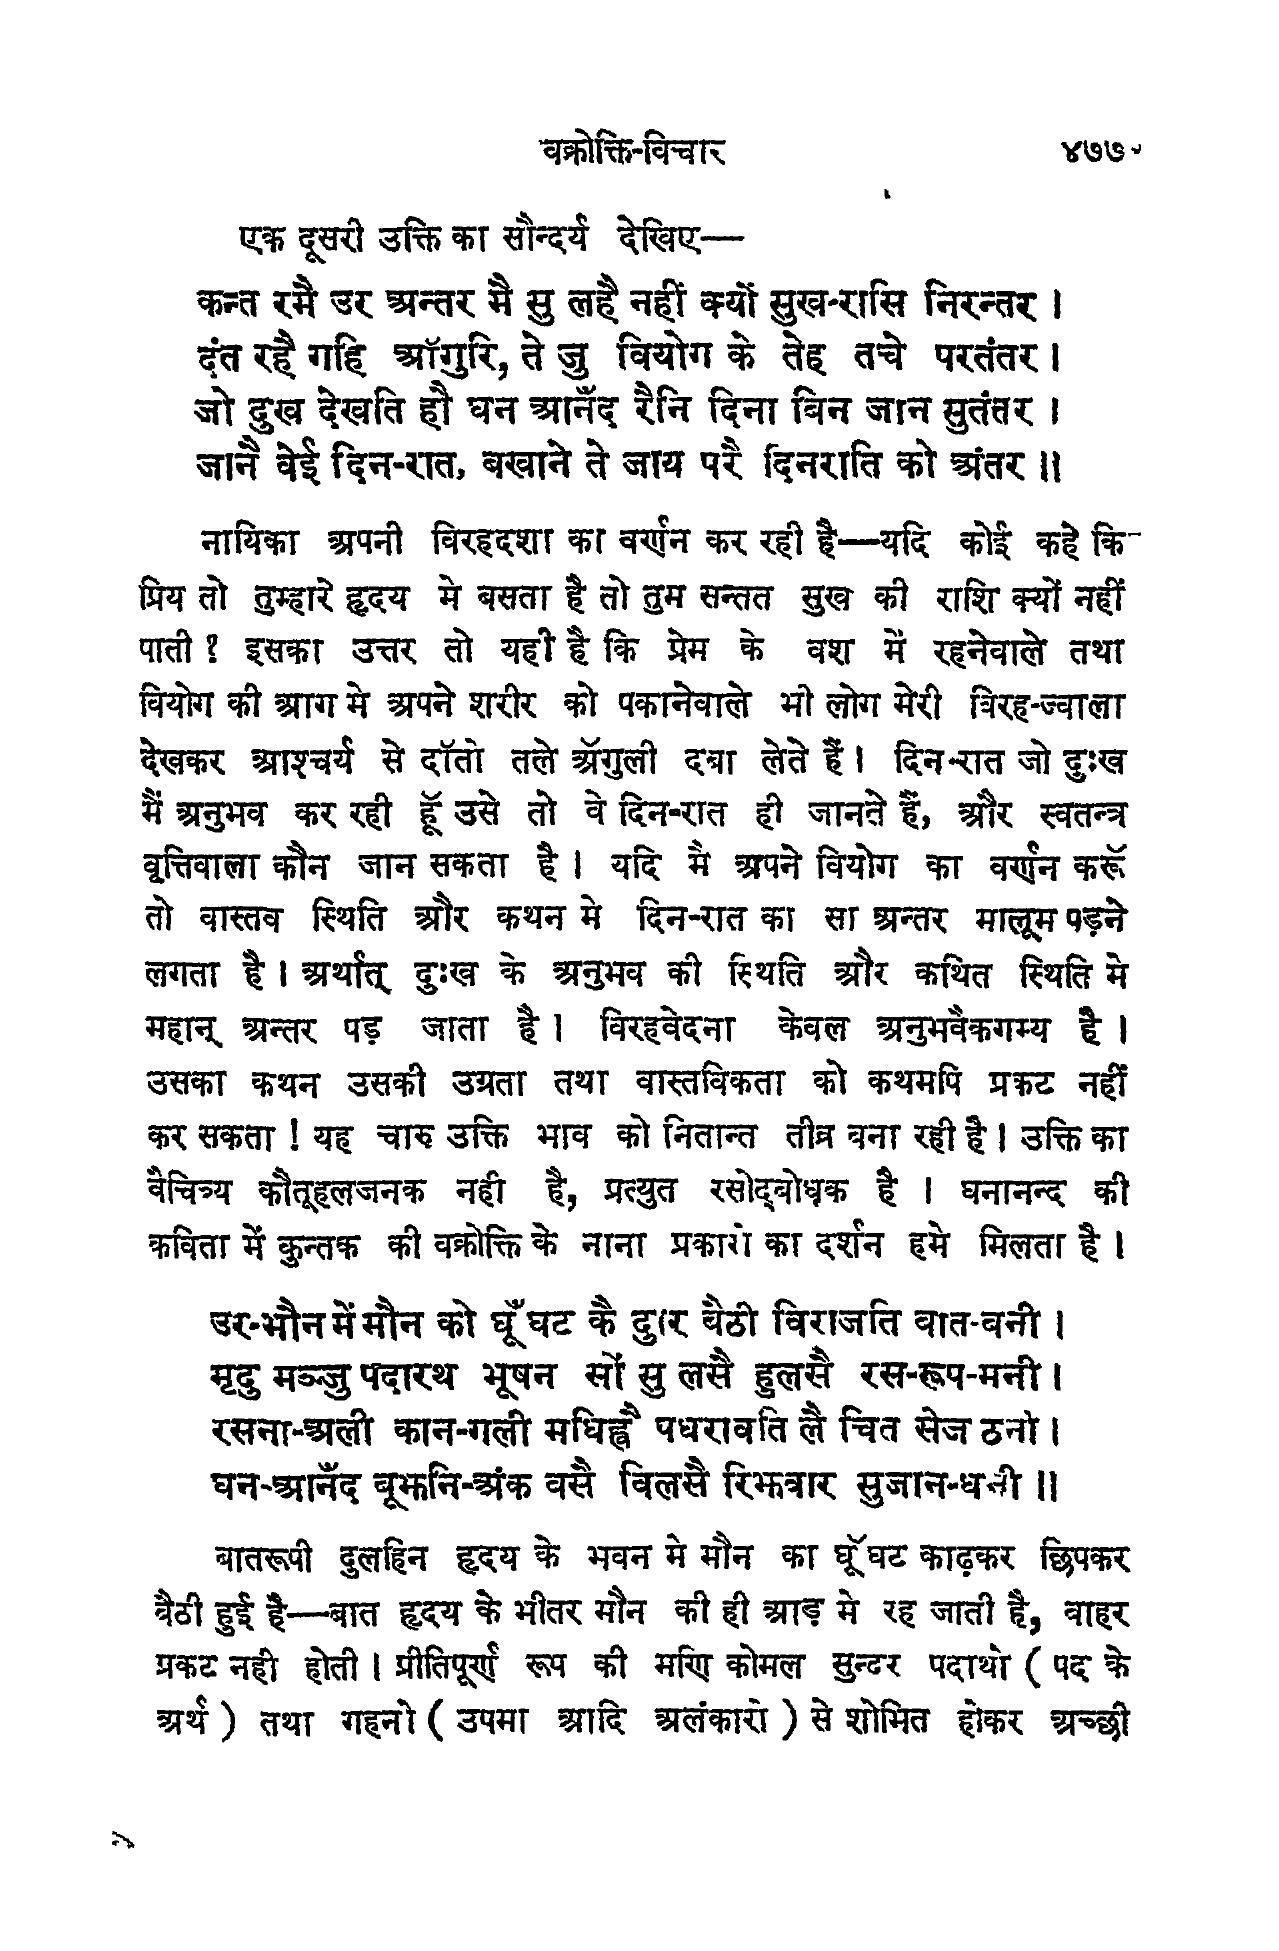 वक्रोक्ति-विचार ४७७
एक दूसरी उक्ति का सौन्दर्य देखिए—
कन्त रमै उर अन्तर मै सु लहै नहीं क्यों सुख-रासि निरन्तर ।
दंत रहै गहि आँगुरि, ते जु वियोग के तेह तचे परतंतर ।
जो दुख देखति हौ घन आनँद रैनि दिना बिन जान सुतंतर ।
जानै वेई दिन-रात, बखाने ते जाय परै दिनराति को अंतर ॥
नायिका अपनी विरहदशा का वर्णन कर रही है—यदि कोई कहे कि
प्रिय तो तुम्हारे हृदय मे बसता है तो तुम सन्तत सुख की राशि क्यों नहीं
पाती ? इसका उत्तर तो यही है कि प्रेम के वश में रहनेवाले तथा
वियोग की आग मे अपने शरीर को पकानेवाले भी लोग मेरी विरह-ज्वाला
देखकर आश्चर्य से दाँतो तले अँगुली दबा लेते हैं । दिन-रात जो दुःख
मैं अनुभव कर रही हूँ उसे तो वे दिन-रात ही जानते हैं, और स्वतन्त्र
वृत्तिवाला कौन जान सकता है । यदि मै अपने वियोग का वर्णन करूँ
तो वास्तव स्थिति और कथन मे दिन-रात का सा अन्तर मालूम पड़ने
लगता है । अर्थात् दुःख के अनुभव की स्थिति और कथित स्थिति मे
महान् अन्तर पड़ जाता है । विरहवेदना केवल अनुभवैकगम्य है ।
उसका कथन उसकी उग्रता तथा वास्तविकता को कथमपि प्रकट नहीं
कर सकता ! यह चारु उक्ति भाव को नितान्त तीव्र बना रही है । उक्ति का
वैचित्र्य कौतूहलजनक नही है, प्रत्युत रसोद्बोधक है । घनानन्द की
कविता में कुन्तक की वक्रोक्ति के नाना प्रकारों का दर्शन हमे मिलता है ।
उर-भौन में मौन को घूँघट कै दुरि बैठी विराजति वात-बनी ।
मृदु मञ्जु पदारथ भूषन सों सु लसै हुलसै रस-रूप-मनी ।
रसना-अली कान-गली मधिह्वै पधरावति लै चित सेज ठनी ।
घन-आनँद बूझनि-अंक वसै विलसै रिझवार सुजान-धनी ॥
बातरूपी दुलहिन हृदय के भवन मे मौन का घूँघट काढ़कर छिपकर
बैठी हुई है—बात हृदय के भीतर मौन की ही आड़ मे रह जाती है, वाहर
प्रकट नही होती । प्रीतिपूर्ण रूप की मणि कोमल सुन्दर पदार्थो ( पद के
अर्थ ) तथा गहनो ( उपमा आदि अलंकारो ) से शोभित होकर अच्छी